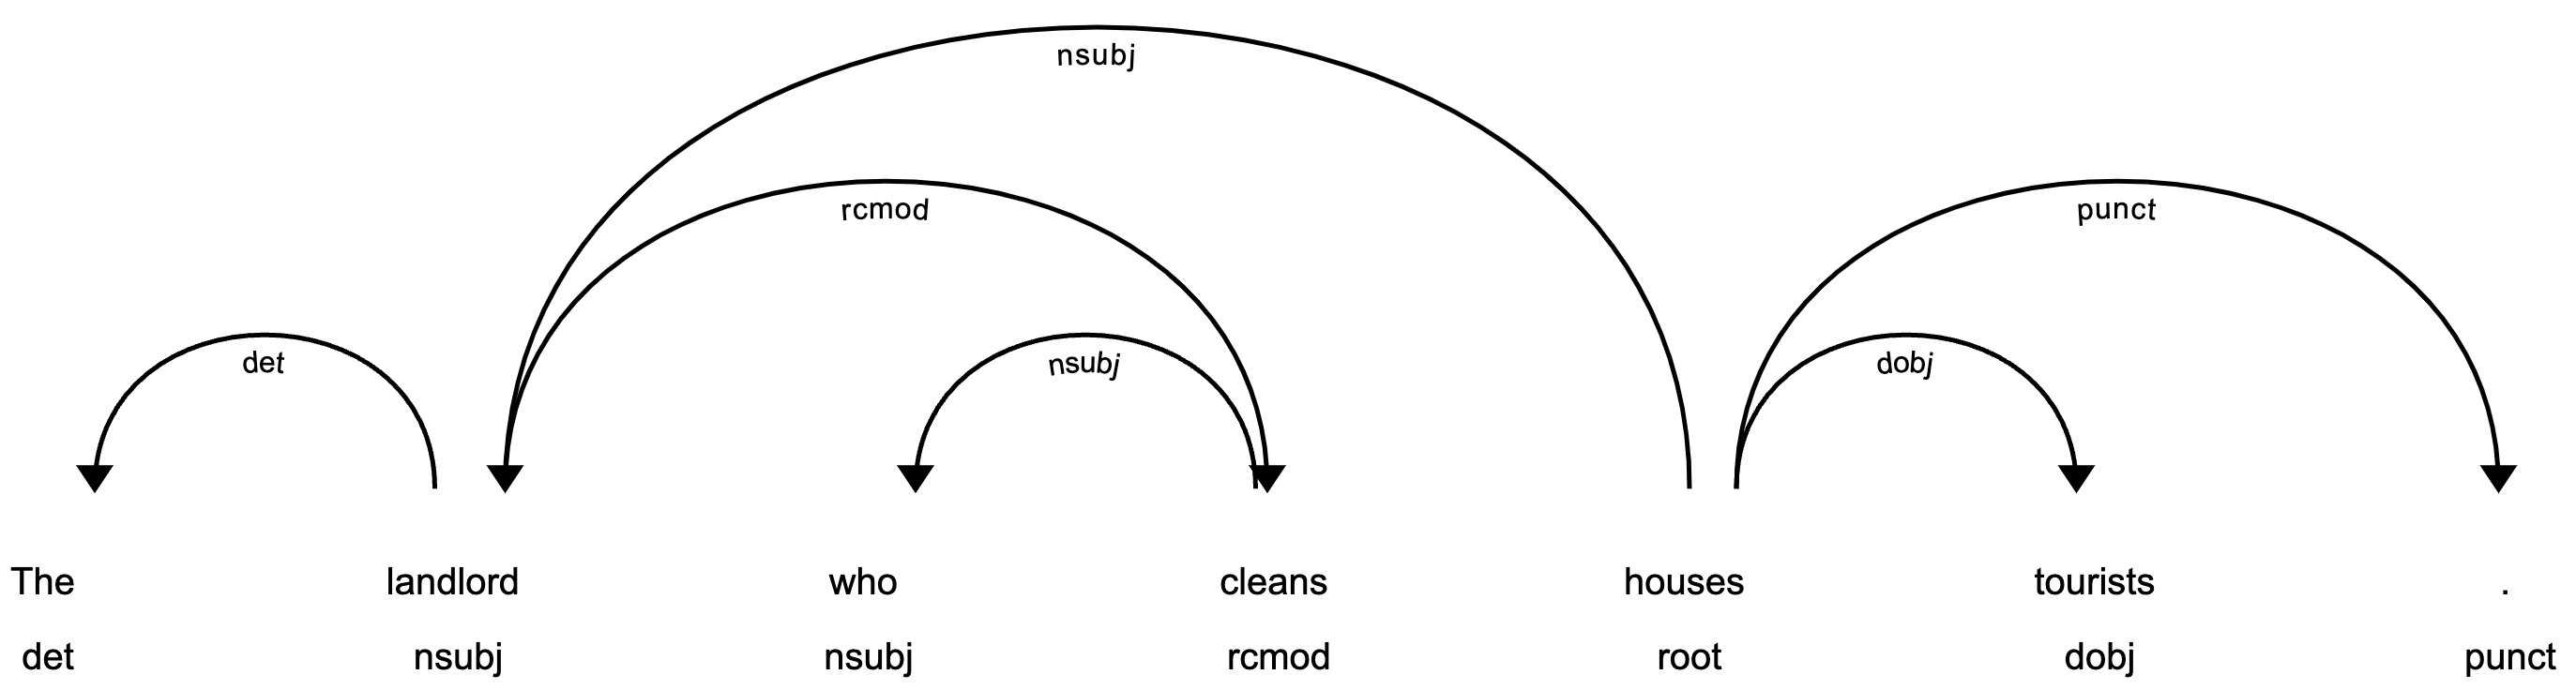 nsubj
rcmod punct
det nsubj dobj
The landlord who cleans houses tourists .
det nsubj nsubj rcmod root dobj punct